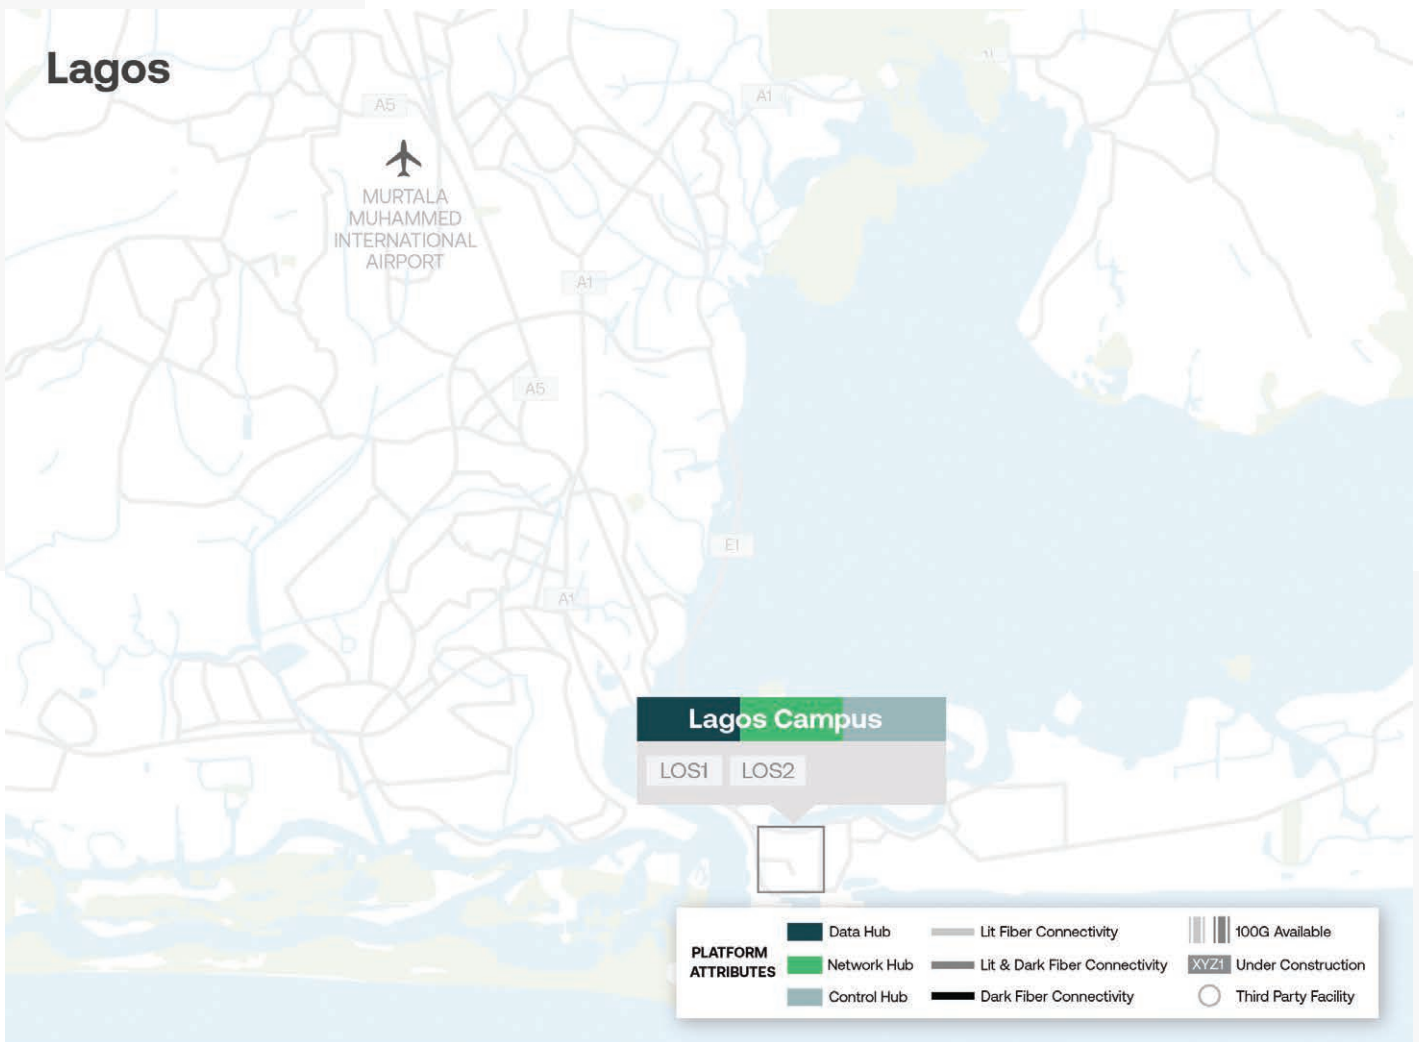 Lagos
A5
A1
MURTALA
MUHAMMED
INTERNATIONAL
AIRPORT
A1
A5
E1
A1
Lagos Campus
LOS1 LOS2
PLATFORM
ATTRIBUTES
Data Hub
Network Hub
Control Hub
Lit Fiber Connectivity
Lit & Dark Fiber Connectivity
Dark Fiber Connectivity
100G Available
XYZ1 Under Construction
Third Party Facility